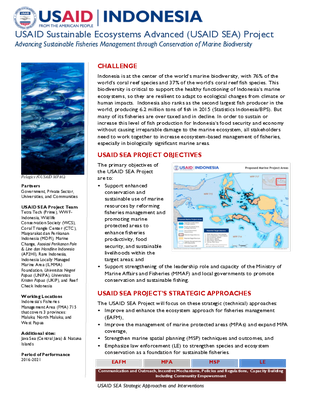 USAID INDONESIA
FROM THE AMERICAN PEOPLE
USAID Sustainable Ecosystems Advanced (USAID SEA) Project
Advancing Sustainable Fisheries Management through Conservation of Marine Biodiversity
CHALLENGE
Indonesia is at the center of the world's marine biodiversity, with 76% of the
world's coral reef species and 37% of the world's coral reef fish species. This
biodiversity is critical to support the healthy functioning of Indonesia's marine
ecosystems, so they are resilient to adapt to ecological changes from climate or
human impacts. Indonesia also ranks as the second largest fish producer in the
world, producing 6.2 million tons of fish in 2015 (Statistics Indonesia/BPS). But
many of its fisheries are over taxed and in decline. In order to sustain or
increase this level of fish production for Indonesia's food security and economy
without causing irreparable damage to the marine ecosystem, all stakeholders
need to work together to increase ecosystem-based management of fisheries,
especially in biologically significant marine areas.
USAID SEA PROJECT OBJECTIVES
The primary objectives of
the USAID SEA Project
are to:
• Support enhanced
conservation and
sustainable use of marine
resources by reforming
fisheries management and
promoting marine
protected areas to
enhance fisheries
productivity, food
security, and sustainable
livelihoods within the
target areas; and
• Support strengthening of the leadership role and capacity of the Ministry of
Marine Affairs and Fisheries (MMAF) and local governments to promote
conservation and sustainable fishing.
USAID SEA PROJECT'S STRATEGIC APPROACHES
The USAID SEA Project will focus on these strategic (technical) approaches:
• Improve and enhance the ecosystem approach for fisheries management
(EAFM),
• Improve the management of marine protected areas (MPAs) and expand MPA
coverage,
• Strengthen marine spatial planning (MSP) techniques and outcomes, and
• Emphasize law enforcement (LE) to strengthen species and ecosystem
conservation as a foundation for sustainable fisheries.
EAFM MPA MSP LE
Communication and Outreach, Incentive Mechanisms, Policies and Regulations, Capacity Building
including Community Empowerment
USAID SEA Strategic Approaches and Interventions
Partners
Government, Private Sector,
Universities, and Communities
USAID SEA Project Team
Tetra Tech (Prime), WWF-
Indonesia, Wildlife
Conservation Society (WCS),
Coral Triangle Center (CTC),
Indonesia (MDPI), Marine
Change,
(AP2HI), Rare Indonesia,
Indonesia Locally Managed
Marine Area (ILMMA)
Foundation, Universitas Negeri
Papua (UNIPA), Universitas
Kristen Papua (UKIP), and Reef
Check Indonesia
Working Locations
Indonesia's Fisheries
Management Area (FMA) 715
that covers 3 provinces:
Maluku, North Maluku, and
West Papua
Additional sites:
Java Sea (Central Java) & Natuna
Islands
Period of Performance
2016-2021